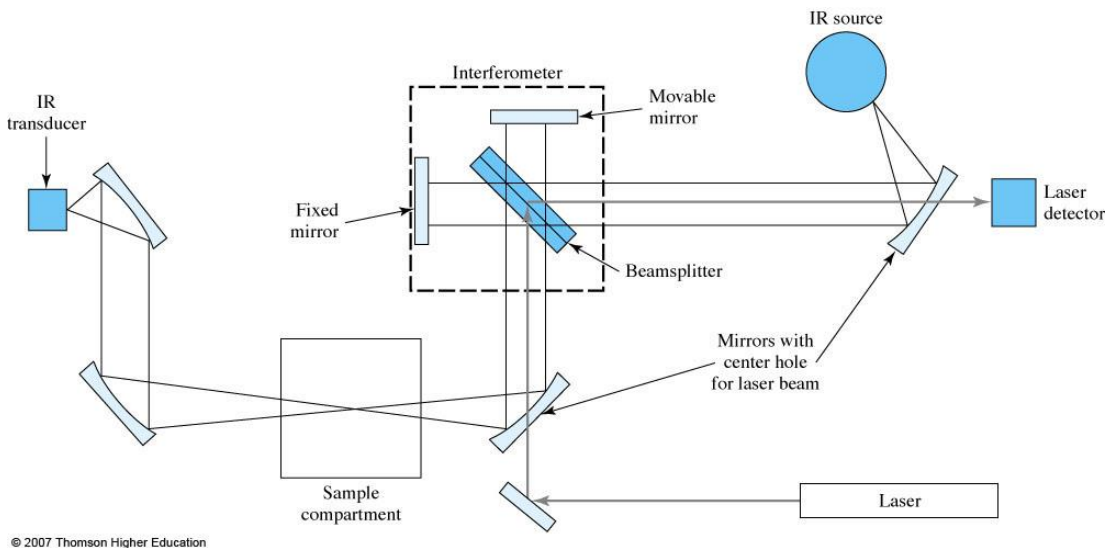 IR source
Interferometer
Movable
mirror
IR
transducer
Fixed
mirror
Laser
detector
Beamsplitter
Mirrors with
center hole
for laser beam
Sample
compartment
Laser
© 2007 Thomson Higher Education